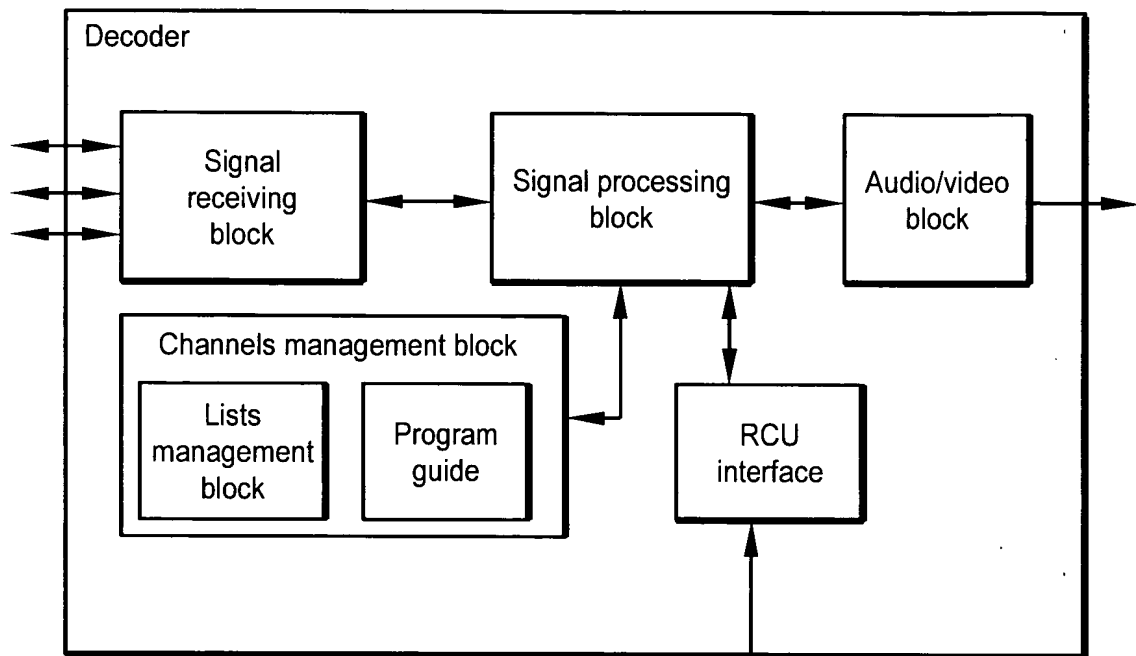 Decoder
Signal
receiving
block
Signal processing
block
Audio/video
block
Channels management block
Lists
management
block
Program
guide
RCU
interface